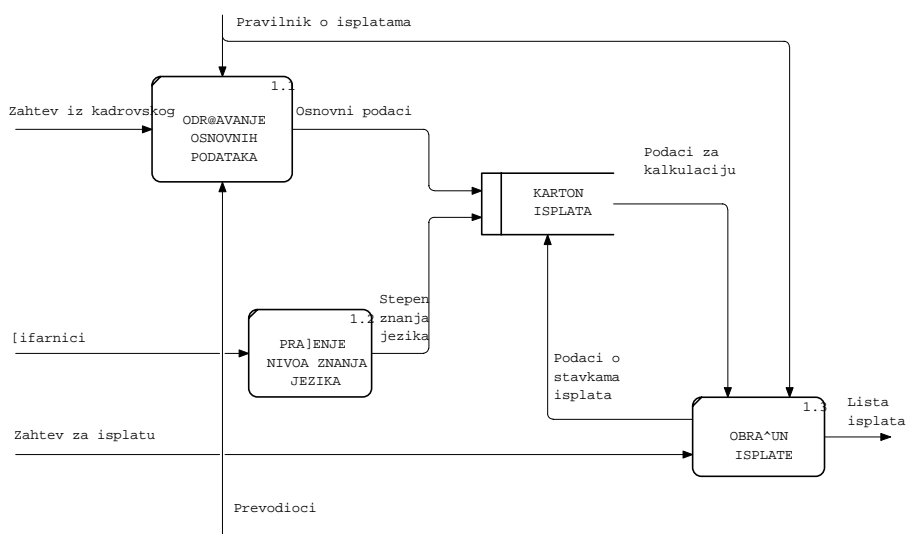 Pravilnik o isplatama
1.1
Zahtev iz kadrovskog
Osnovni podaci
ODR@AVANJE
OSNOVNIH
PODATAKA
Podaci za
kalkulaciju
KARTON
ISPLATA
Stepen
znanja
jezika
1.2
[ifarnici
PRA]ENJE
NIVOA ZNANJA
JEZIKA
Podaci o
stavkama
isplata
1.3
Lista
isplata
Zahtev za isplatu
OBRA^UN
ISPLATE
Prevodioci